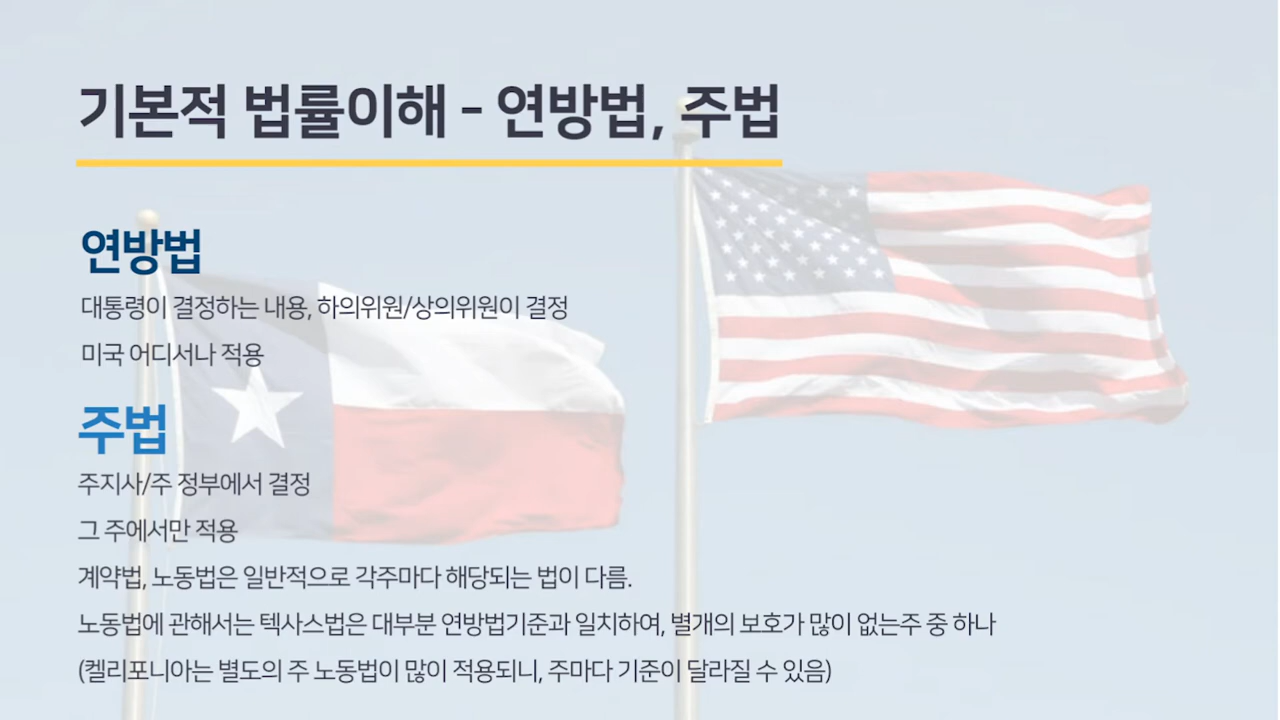 기본적 법률이해 - 연방법, 주법
연방법
대통령이 결정하는 내용, 하의위원/상의위원이 결정
미국 어디서나 적용
주법
주지사/주 정부에서 결정
그 주에서만 적용
계약법, 노동법은 일반적으로 각주마다 해당되는 법이 다름.
노동법에 관해서는 텍사스법은 대부분 연방법기준과 일치하여, 별개의 보호가 많이 없는주 중 하나
(켈리포니아는 별도의 주 노동법이 많이 적용되니, 주마다 기준이 달라질 수 있음)